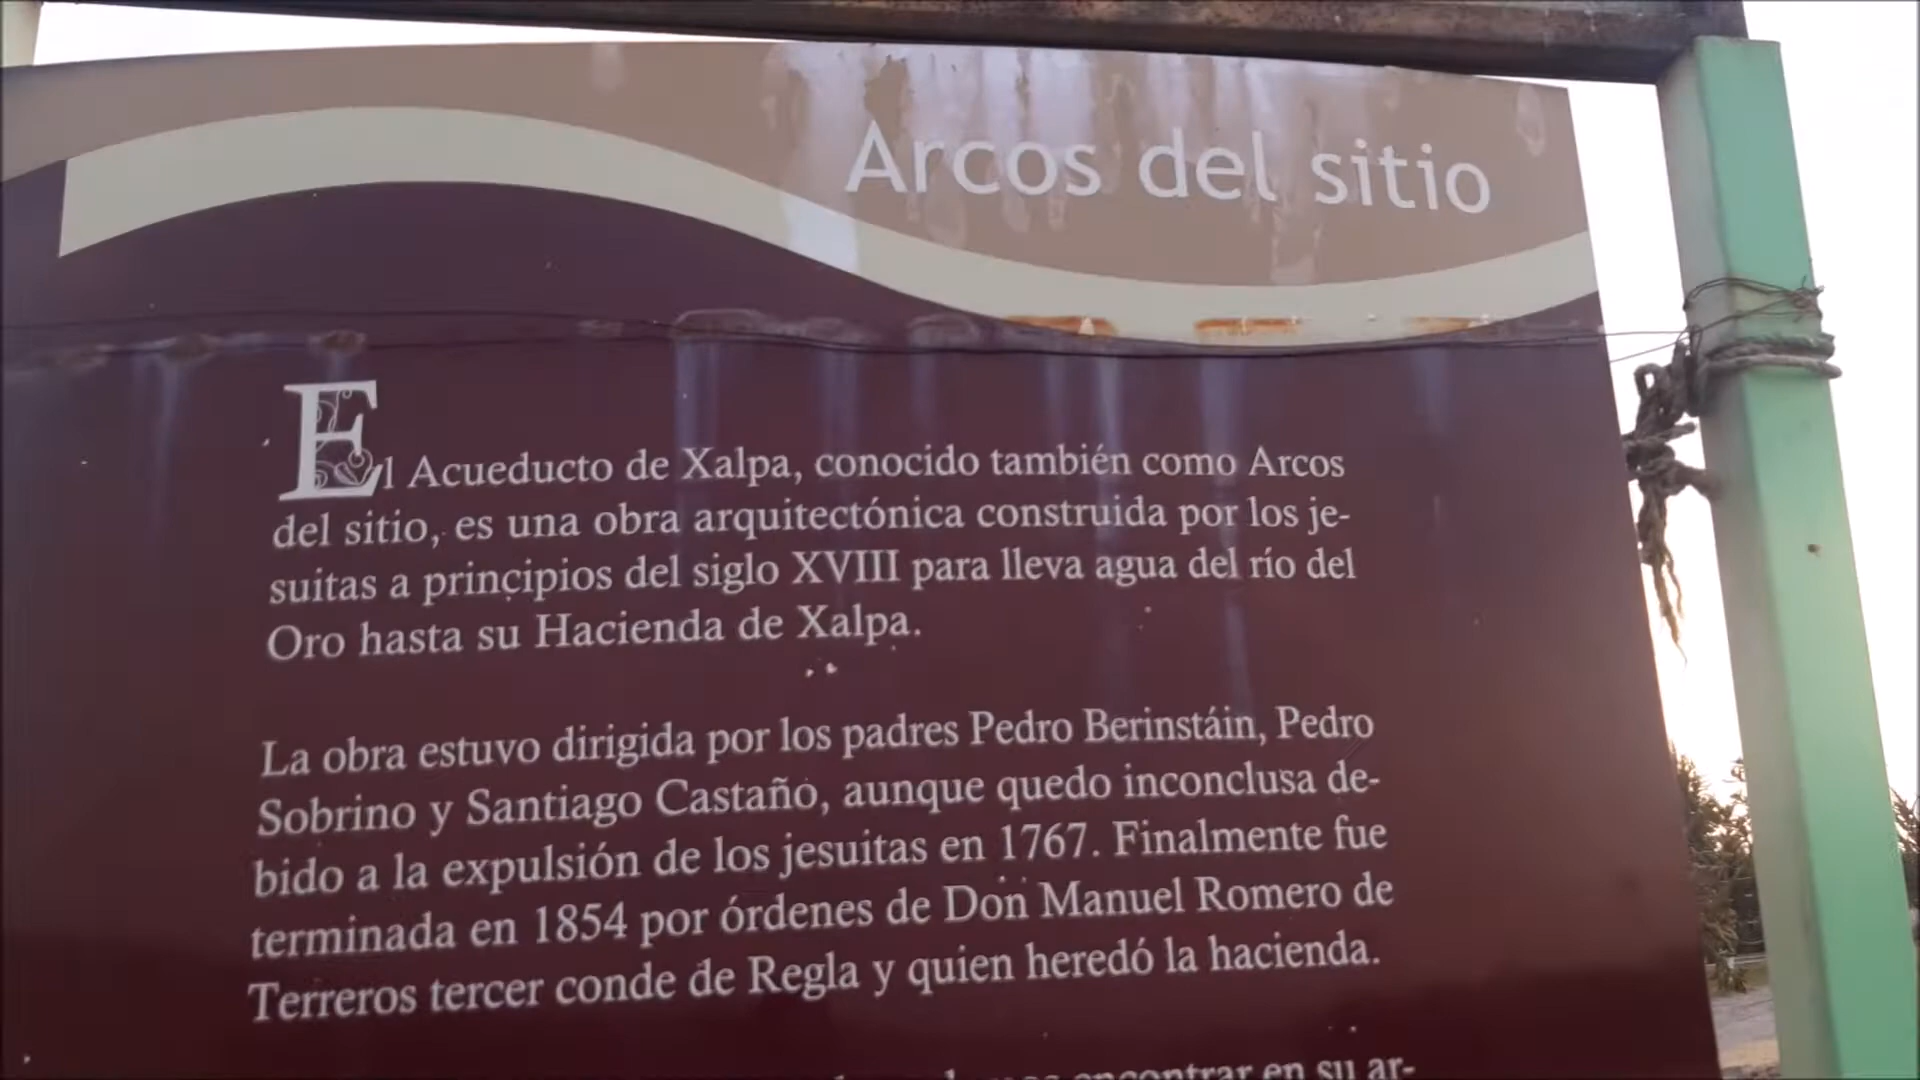 Arcos del sitio
El Acueducto de Xalpa, conocido también como Arcos
del sitio, es una obra arquitectónica construida por los je-
suitas a principios del siglo XVIII para lleva agua del río del
Oro hasta su Hacienda de Xalpa.
La obra estuvo dirigida por los padres Pedro Berinstáin, Pedro
Sobrino y Santiago Castaño, aunque quedo inconclusa de-
bido a la expulsión de los jesuitas en 1767. Finalmente fue
terminada en 1854 por órdenes de Don Manuel Romero de
Terreros tercer conde de Regla y quien heredó la hacienda.
encontrar en su ar-